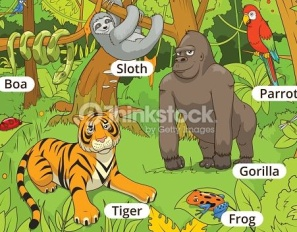 Sloth
Boa
Parrot
thinkstock
by Getty Images
Gorilla
Tiger
Frog